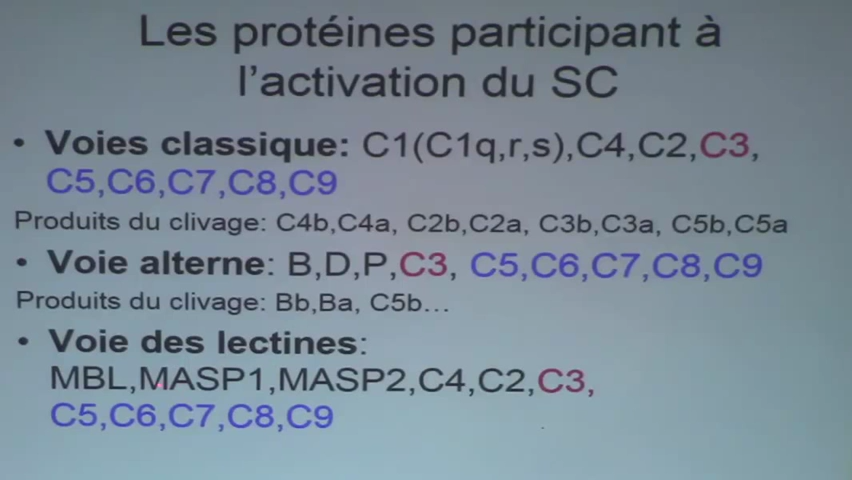 Les protéines participant à
l'activation du SC
• Voies classique: C1(C1q,r,s),C4,C2,C3,
C5,C6,C7,C8,C9
Produits du clivage: C4b,C4a, C2b,C2a, C3b,C3a, C5b,C5a
• Voie alterne: B,D,P,C3, C5,C6,C7,C8,C9
Produits du clivage: Bb,Ba, C5b...
• Voie des lectines:
MBL,MASP1,MASP2,C4,C2,C3,
C5,C6,C7,C8,C9